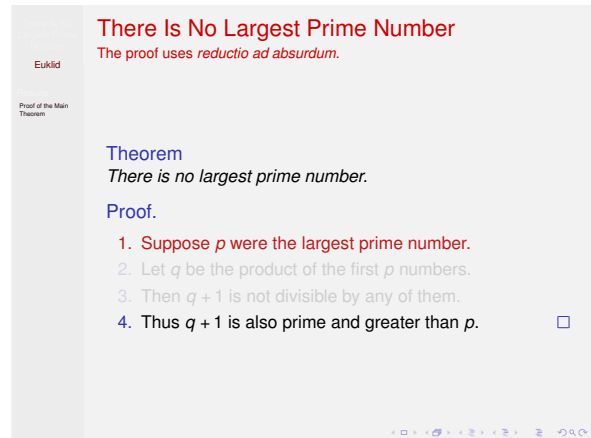 There Is No Largest Prime Number
The proof uses reductio ad absurdum.
Euklid
Results
Proof of the Main
Theorem
Theorem
There is no largest prime number.
Proof.
1. Suppose p were the largest prime number.
2. Let q be the product of the first p numbers.
3. Then q + 1 is not divisible by any of them.
4. Thus q + 1 is also prime and greater than p.